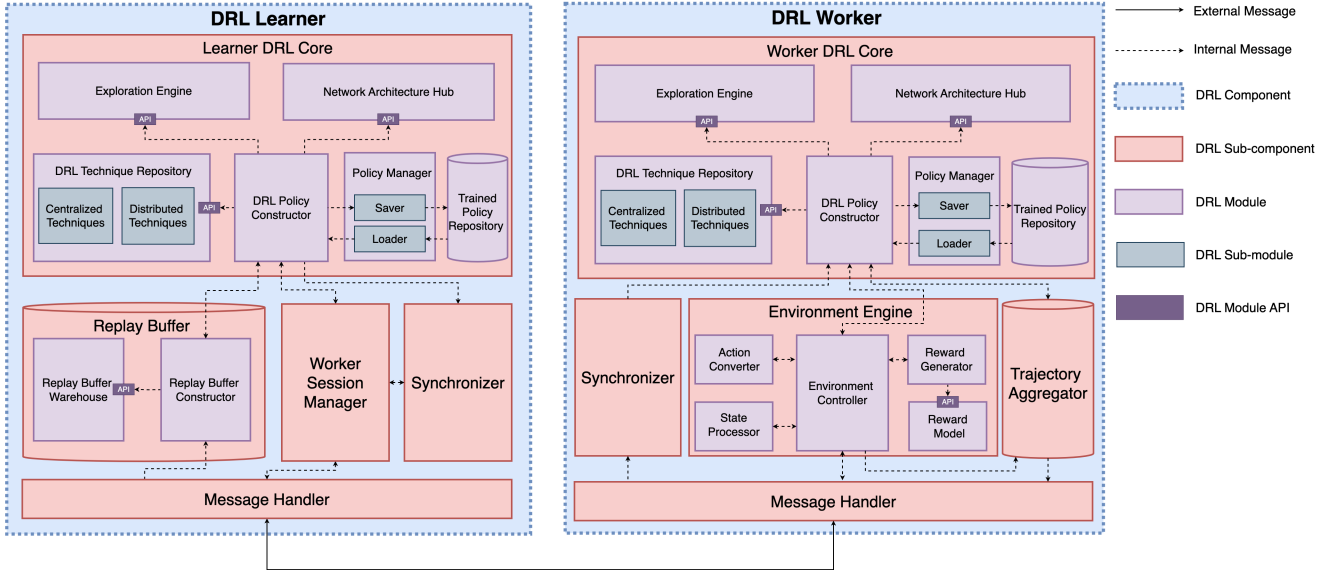 DRL Learner
Learner DRL Core
Exploration Engine
API
Network Architecture Hub
API
DRL Technique Repository
Centralized
Techniques
Distributed
Techniques
API
DRL Policy
Constructor
Policy Manager
Saver
Loader
Trained
Policy
Repository
Replay Buffer
Replay Buffer
Warehouse
API
Replay Buffer
Constructor
Worker
Session
Manager
Synchronizer
Message Handler
DRL Worker
Worker DRL Core
Exploration Engine
API
Network Architecture Hub
API
DRL Technique Repository
Centralized
Techniques
Distributed
Techniques
API
DRL Policy
Constructor
Policy Manager
Saver
Loader
Trained Policy
Repository
Synchronizer
Environment Engine
Action
Converter
State
Processor
Environment
Controller
Reward
Generator
API
Reward
Model
Trajectory
Aggregator
Message Handler
External Message
Internal Message
DRL Component
DRL Sub-component
DRL Module
DRL Sub-module
DRL Module API